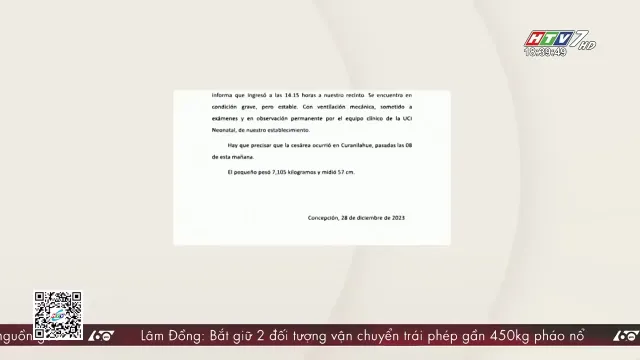 HTV7 HD
18:39:49
informa que ingresó a las 14.15 horas a nuestro recinto. Se encuentra en
condición grave, pero estable. Con ventilación mecánica, sometido a
exámenes y en observación permanente por el equipo clínico de la UCI
Neonatal, de nuestro establecimiento.
Hay que precisar que la cesárea ocurrió en Curanilahue, pasadas las 08
de esta mañana.
El pequeño pesó 7,105 kilogramos y midió 57 cm.
Concepción, 28 de diciembre de 2023
nguồng
60 Lâm Đồng: Bắt giữ 2 đối tượng vận chuyển trái phép gần 450kg pháo nổ 60